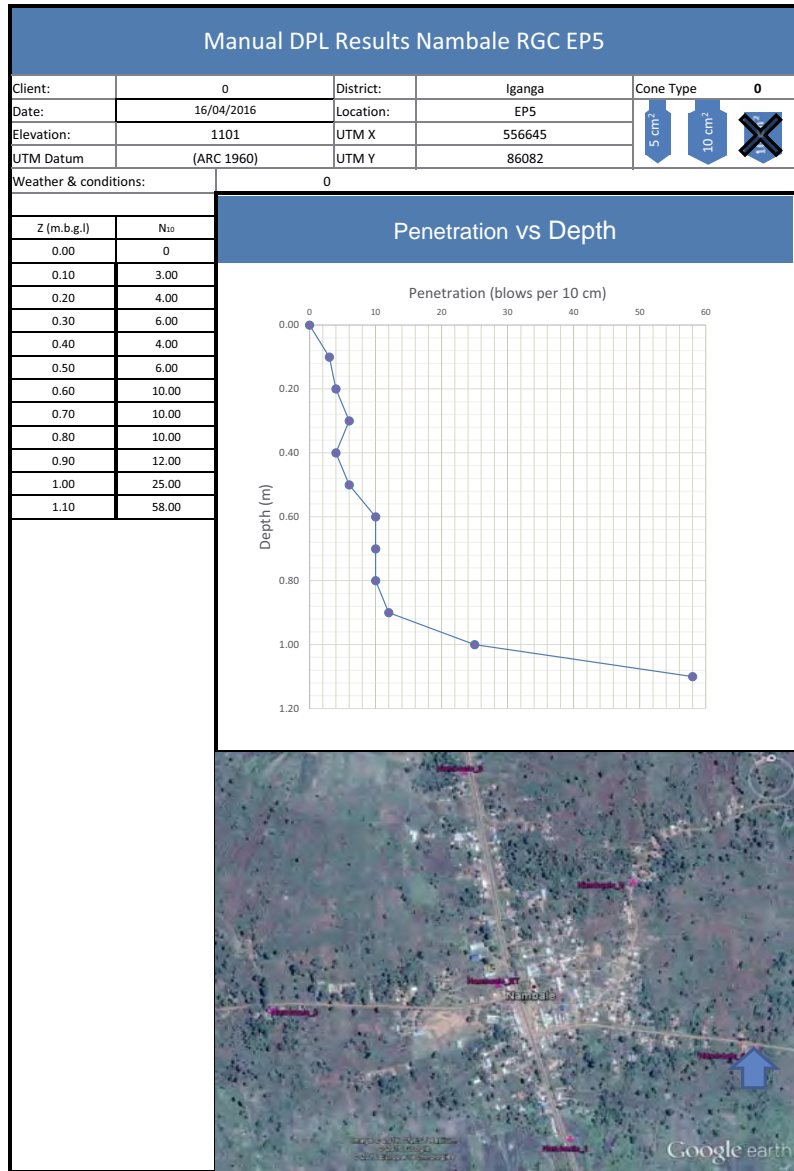 Manual DPL Results Nambale RGC EP5
Client: 0 District: Iganga Cone Type 0
Date: 16/04/2016 Location: EP5
Elevation: 1101 UTM X 556645
UTM Datum (ARC 1960) UTM Y 86082
5 cm²
10 cm²
Weather & conditions: 0
Z (m.b.g.l) N₁₀
0.00 0
0.10 3.00
0.20 4.00
0.30 6.00
0.40 4.00
0.50 6.00
0.60 10.00
0.70 10.00
0.80 10.00
0.90 12.00
1.00 25.00
1.10 58.00
Penetration vs Depth
Penetration (blows per 10 cm)
0 10 20 30 40 50 60
0.00
0.20
0.40
0.60
0.80
1.00
1.20
Depth (m)
Nambale
Google earth